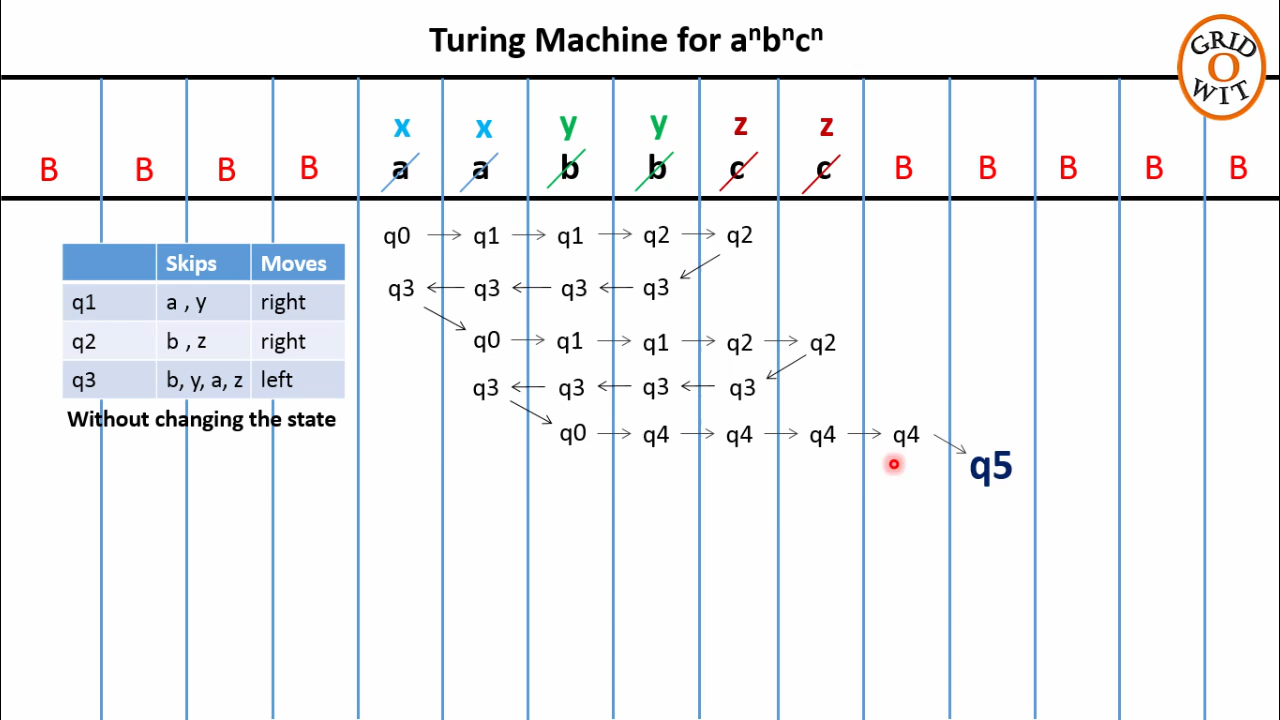 Turing Machine for aⁿbⁿcⁿ
GRID
O
WIT
x x y y z z
B B B B a a b b c c B B B B B
q0 → q1 → q1 → q2 → q2
Skips Moves
q3 ← q3 ← q3 ← q3
q1 a , y right
q0 → q1 → q1 → q2 → q2
q2 b , z right
q3 b, y, a, z left
q3 ← q3 ← q3 ← q3
Without changing the state
q0 → q4 → q4 → q4 → q4
q5